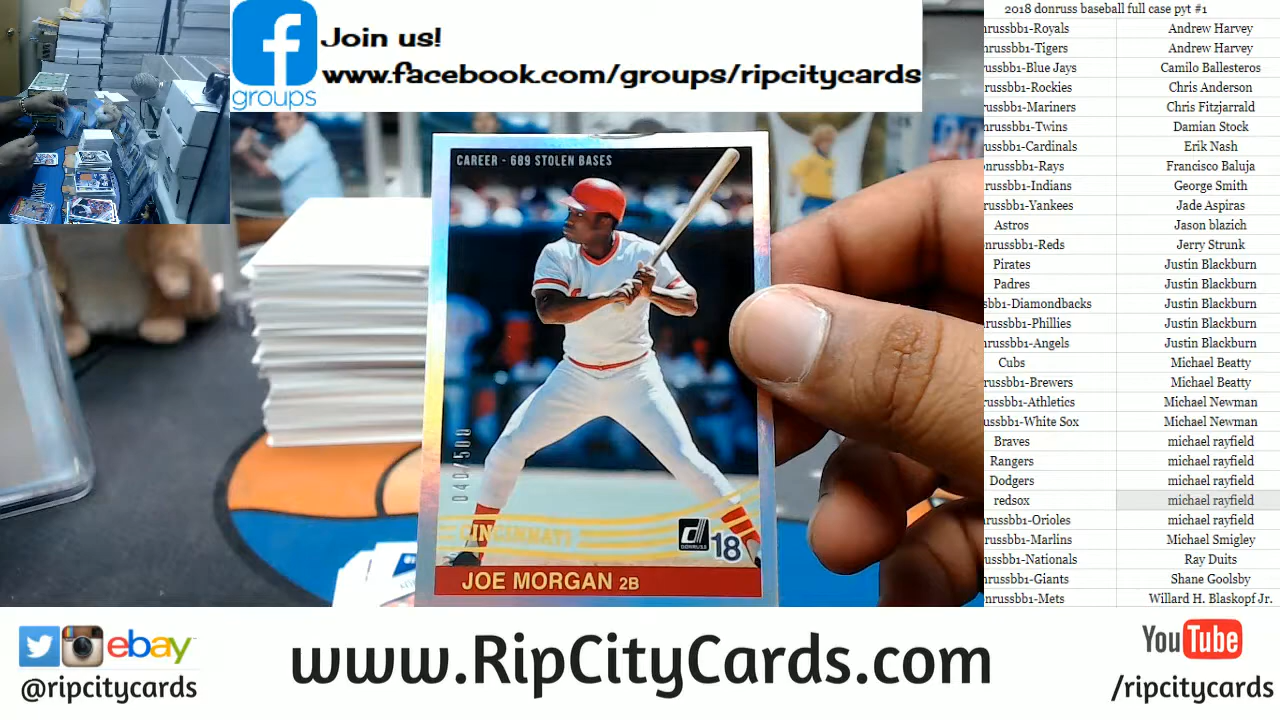 Join us!
www.facebook.com/groups/ripcitycards
groups
CAREER - 689 STOLEN BASES
040/500
CINCINNATI
DONRUSS
18
JOE MORGAN 2B
2018 donruss baseball full case pyt #1
nrussbb1-Royals Andrew Harvey
nrussbb1-Tigers Andrew Harvey
russbb1-Blue Jays Camilo Ballesteros
russbb1-Rockies Chris Anderson
russbb1-Mariners Chris Fitzjarrald
nrussbb1-Twins Damian Stock
ussbb1-Cardinals Erik Nash
onrussbb1-Rays Francisco Baluja
nrussbb1-Indians George Smith
russbb1-Yankees Jade Aspiras
Astros Jason blazich
onrussbb1-Reds Jerry Strunk
Pirates Justin Blackburn
Padres Justin Blackburn
sbb1-Diamondbacks Justin Blackburn
russbb1-Phillies Justin Blackburn
nrussbb1-Angels Justin Blackburn
Cubs Michael Beatty
russbb1-Brewers Michael Beatty
russbb1-Athletics Michael Newman
ussbb1-White Sox Michael Newman
Braves michael rayfield
Rangers michael rayfield
Dodgers michael rayfield
redsox michael rayfield
nrussbb1-Orioles michael rayfield
russbb1-Marlins Michael Smigley
ussbb1-Nationals Ray Duits
nrussbb1-Giants Shane Goolsby
nrussbb1-Mets Willard H. Blaskopf Jr.
ebay
@ripcitycards
www.RipCityCards.com
YouTube
/ripcitycards